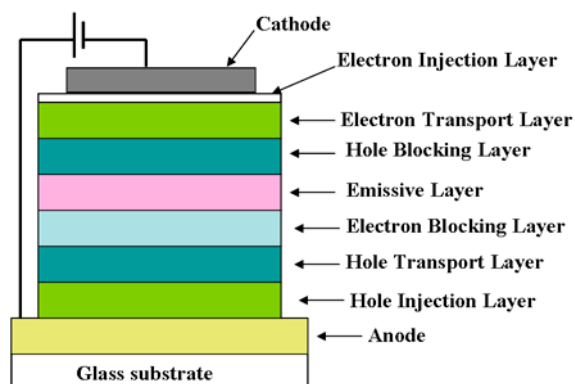 Cathode
Electron Injection Layer
Electron Transport Layer
Hole Blocking Layer
Emissive Layer
Electron Blocking Layer
Hole Transport Layer
Hole Injection Layer
Anode
Glass substrate